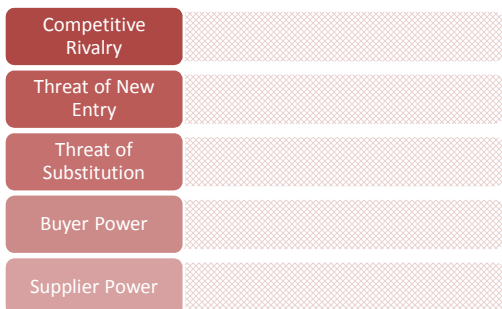 Competitive
Rivalry
Threat of New
Entry
Threat of
Substitution
Buyer Power
Supplier Power